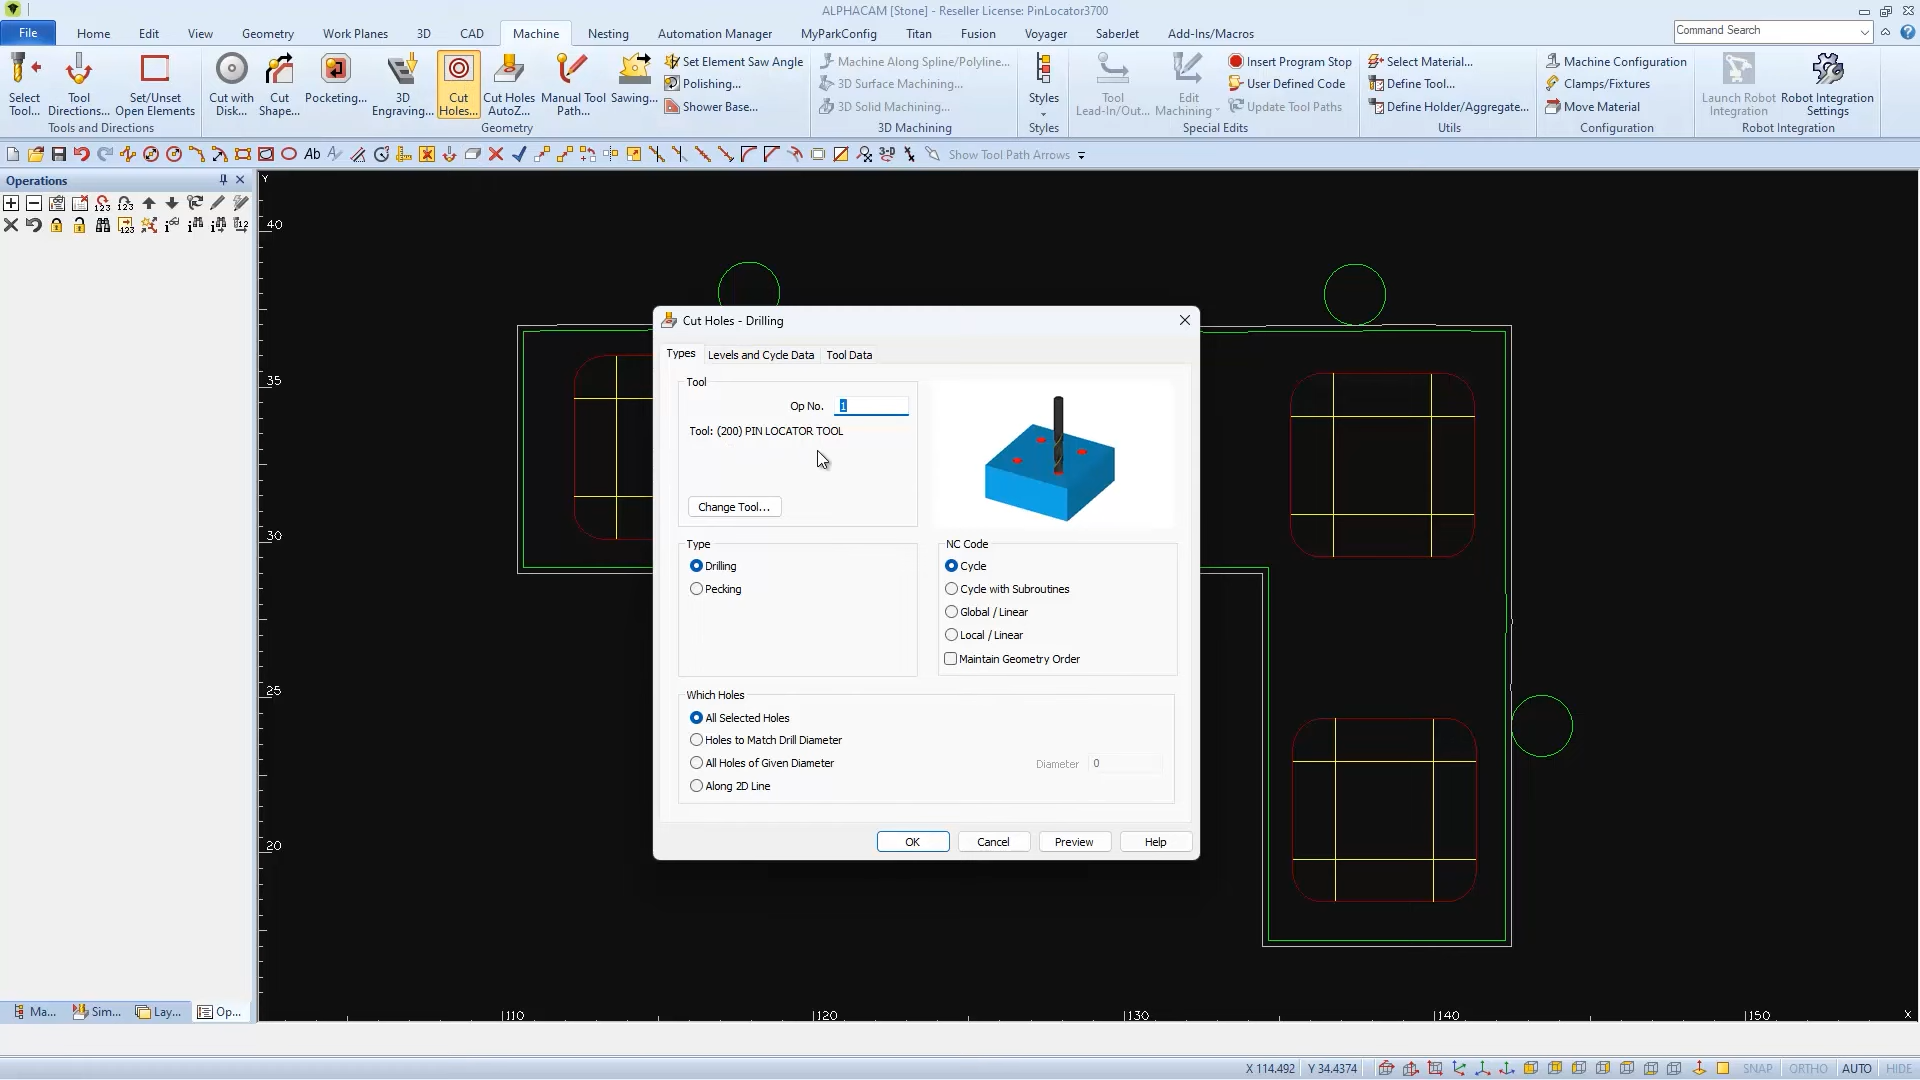 ALPHACAM [Stone] - Reseller License: PinLocator3700
File Home Edit View Geometry Work Planes 3D CAD Machine Nesting Automation Manager MyParkConfig Titan Fusion Voyager SaberJet Add-Ins/Macros Command Search
Select Tool...
Tool Directions...
Set/Unset Open Elements
Tools and Directions
Cut with Disk...
Cut Shape...
Pocketing...
3D Engraving...
Cut Holes...
Cut Holes AutoZ...
Manual Tool Path...
Sawing...
Set Element Saw Angle
Polishing...
Shower Base...
Geometry
Machine Along Spline/Polyline...
3D Surface Machining...
3D Solid Machining...
3D Machining
Styles
Styles
Tool Lead-In/Out...
Edit Machining
Insert Program Stop
User Defined Code
Update Tool Paths
Special Edits
Select Material...
Define Tool...
Define Holder/Aggregate...
Utils
Machine Configuration
Clamps/Fixtures
Move Material
Configuration
Launch Robot Integration
Robot Integration Settings
Robot Integration
Ab
3-D
Show Tool Path Arrows
Operations
123 123
123 12
Y
40
35
30
25
20
110 120 130 140 150 X
Cut Holes - Drilling
Types Levels and Cycle Data Tool Data
Tool
Op No. 1
Tool: (200) PIN LOCATOR TOOL
Change Tool...
Type
Drilling
Pecking
NC Code
Cycle
Cycle with Subroutines
Global / Linear
Local / Linear
Maintain Geometry Order
Which Holes
All Selected Holes
Holes to Match Drill Diameter
All Holes of Given Diameter Diameter 0
Along 2D Line
OK Cancel Preview Help
Ma... Sim... Lay... Op...
X 114.492 Y 34.4374 SNAP ORTHO AUTO HIDE